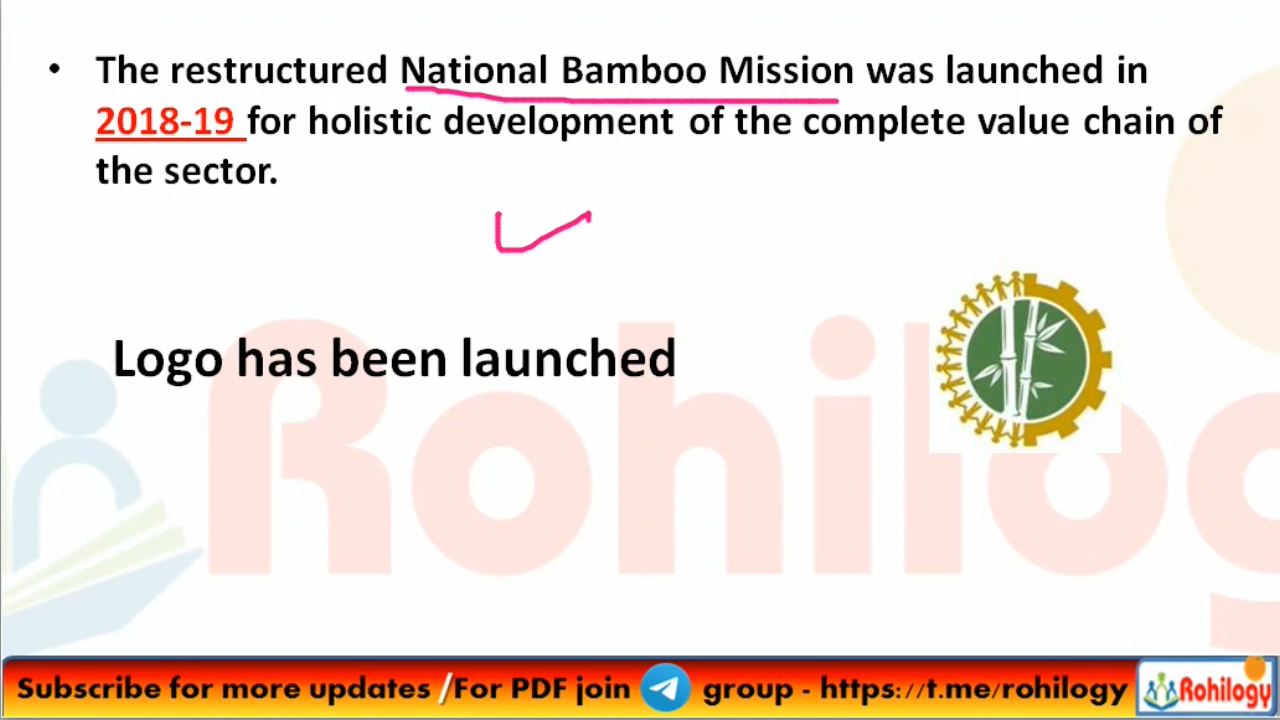 • The restructured National Bamboo Mission was launched in
2018-19 for holistic development of the complete value chain of
the sector.
Logo has been launched
Rohilog
Subscribe for more updates /For PDF join group - https://t.me/rohilogy
Rohilogy